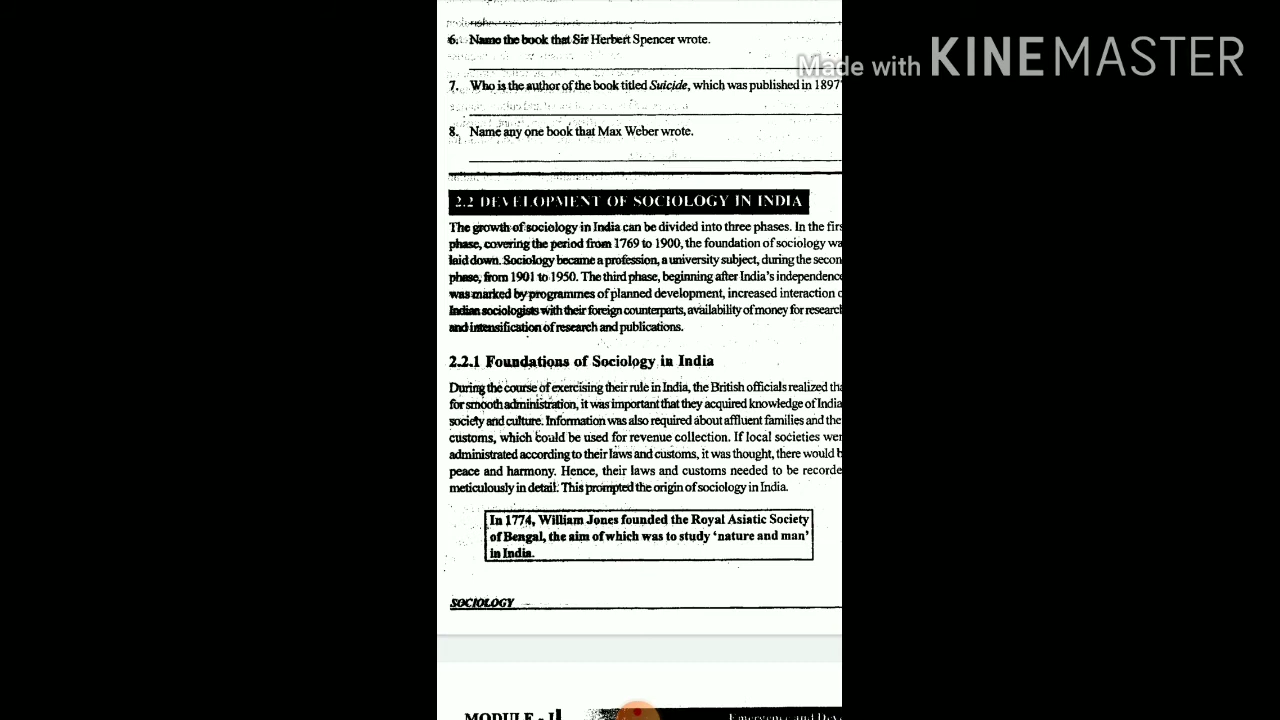 Made with KINEMASTER
6. Name the book that Sir Herbert Spencer wrote.
7. Who is the author of the book titled Suicide, which was published in 1897
8. Name any one book that Max Weber wrote.
2.2 DEVELOPMENT OF SOCIOLOGY IN INDIA
The growth of sociology in India can be divided into three phases. In the firs
phase, covering the period from 1769 to 1900, the foundation of sociology wa
laid down. Sociology became a profession, a university subject, during the secon
phase, from 1901 to 1950. The third phase, beginning after India's independence
was marked by programmes of planned development, increased interaction o
Indian sociologists with their foreign counterparts, availability of money for researc
and intensification of research and publications.
2.2.1 Foundations of Sociology in India
During the course of exercising their rule in India, the British officials realized tha
for smooth administration, it was important that they acquired knowledge of India
society and culture. Information was also required about affluent families and the
customs, which could be used for revenue collection. If local societies wer
administrated according to their laws and customs, it was thought, there would b
peace and harmony. Hence, their laws and customs needed to be recorde
meticulously in detail. This prompted the origin of sociology in India.
In 1774, William Jones founded the Royal Asiatic Society
of Bengal, the aim of which was to study 'nature and man'
in India.
SOCIOLOGY
MODULE - I
Emergence and Deve